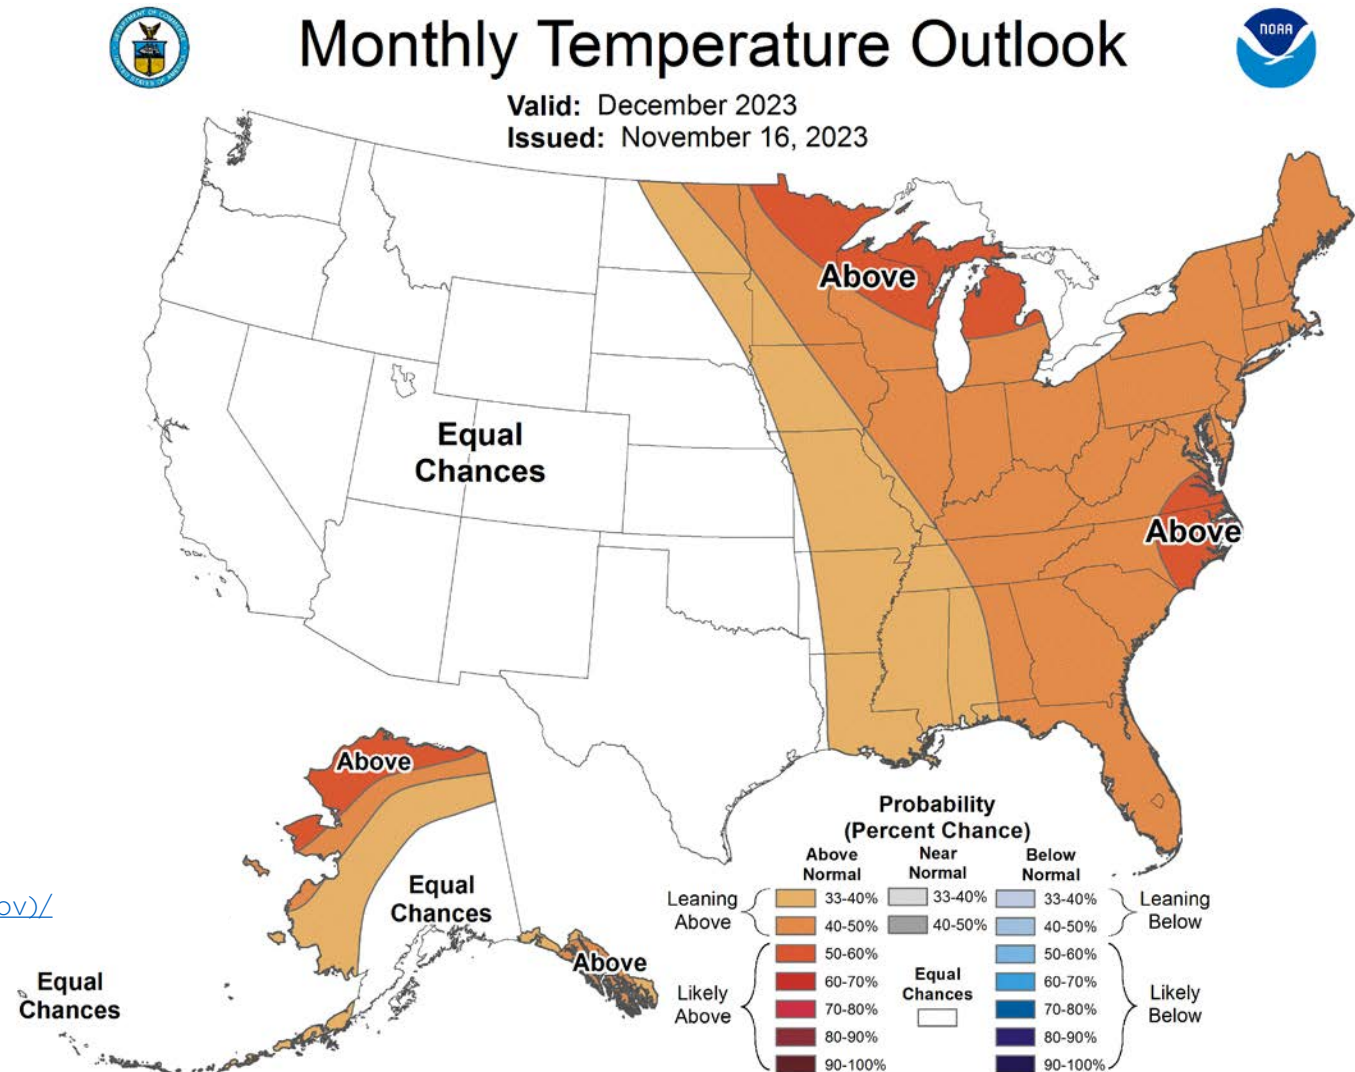 Monthly Temperature Outlook
NOAA
Valid: December 2023
Issued: November 16, 2023
Above
Equal
Chances
Above
Above
Equal
Chances
Above
Equal
Chances
ov)/
Probability
(Percent Chance)
Above
Normal
Near
Normal
Below
Normal
Leaning
Above
33-40%
33-40%
33-40%
Leaning
Below
40-50%
40-50%
40-50%
50-60%
50-60%
Likely
Above
60-70%
Equal
Chances
60-70%
Likely
Below
70-80%
70-80%
80-90%
80-90%
90-100%
90-100%